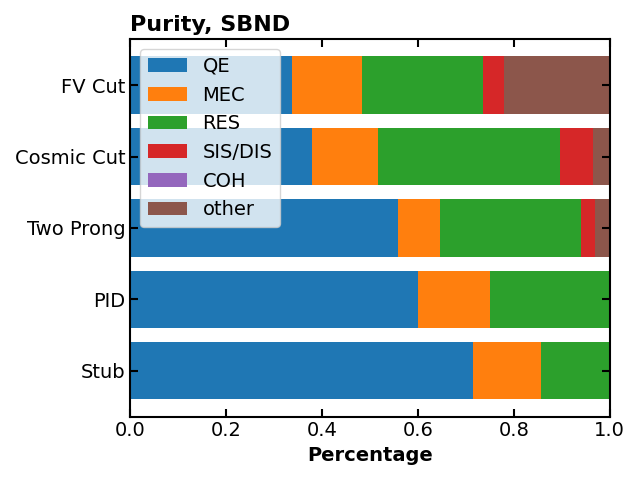 Purity, SBND
FV Cut
Cosmic Cut
Two Prong
PID
Stub
QE
MEC
RES
SIS/DIS
COH
other
0.0 0.2 0.4 0.6 0.8 1.0
Percentage